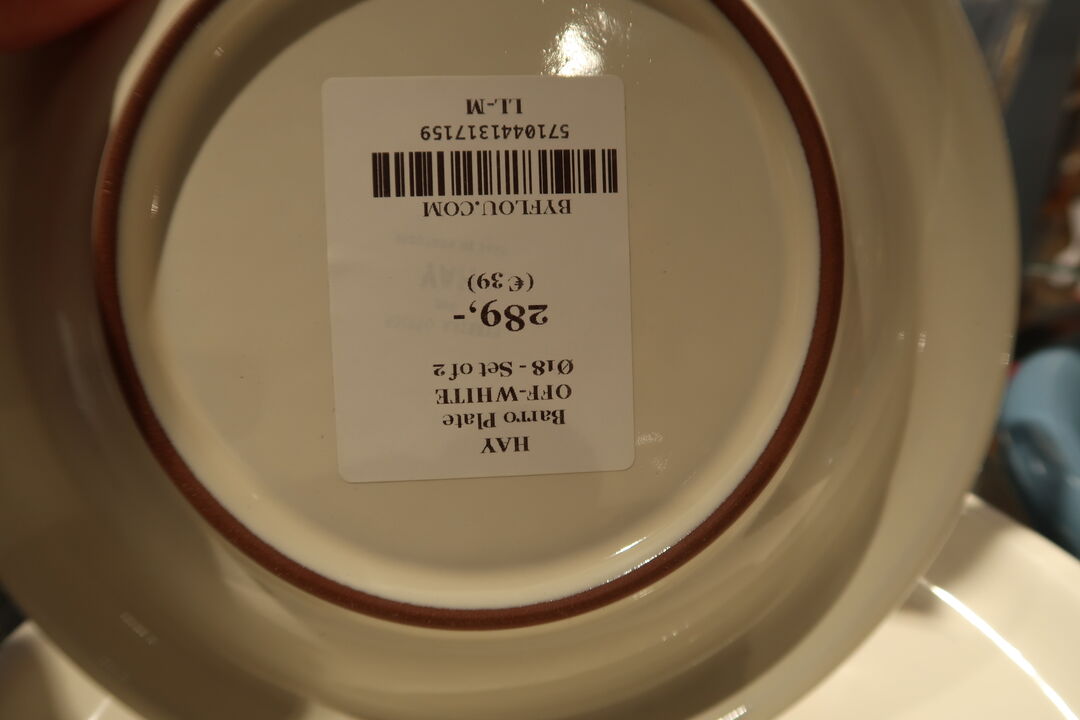 HAY
Barro Plate
OFF-WHITE
Ø18 - Set of 2
289,-
(€39)
BYFLOU.COM
5710441317159
LL-M